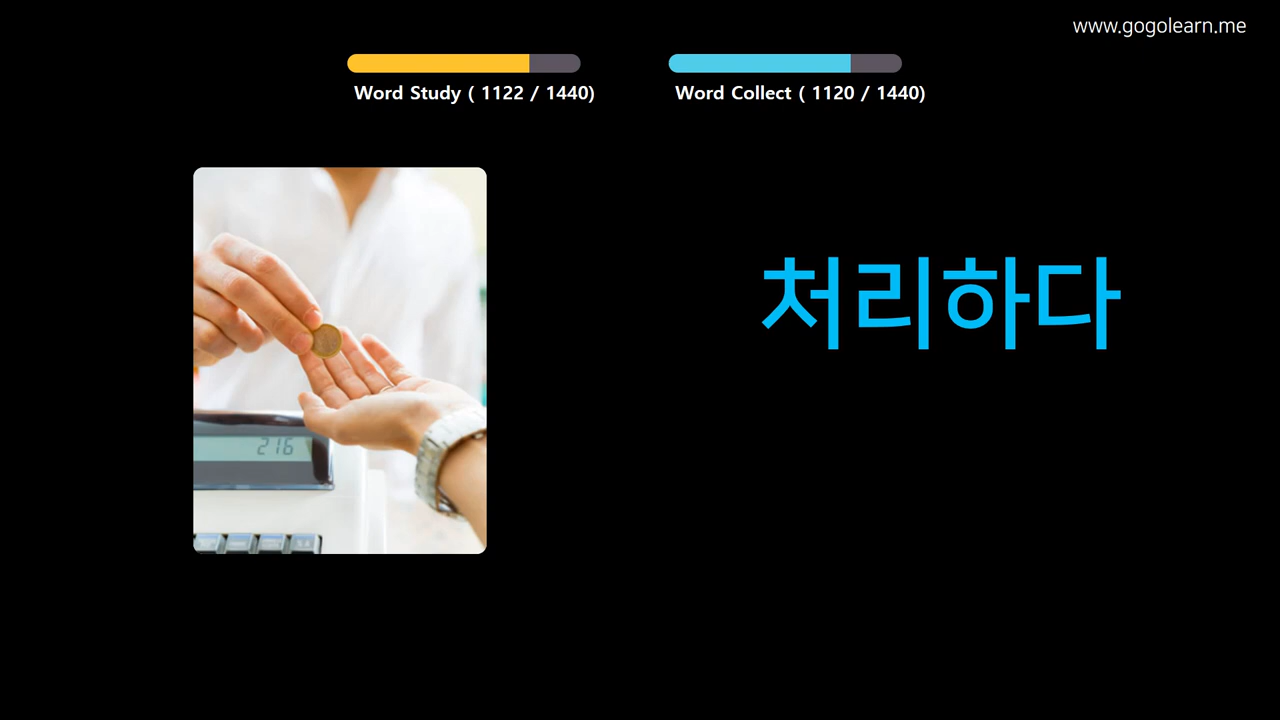 www.gogolearn.me
Word Study ( 1122 / 1440)
Word Collect ( 1120 / 1440)
처리하다
216